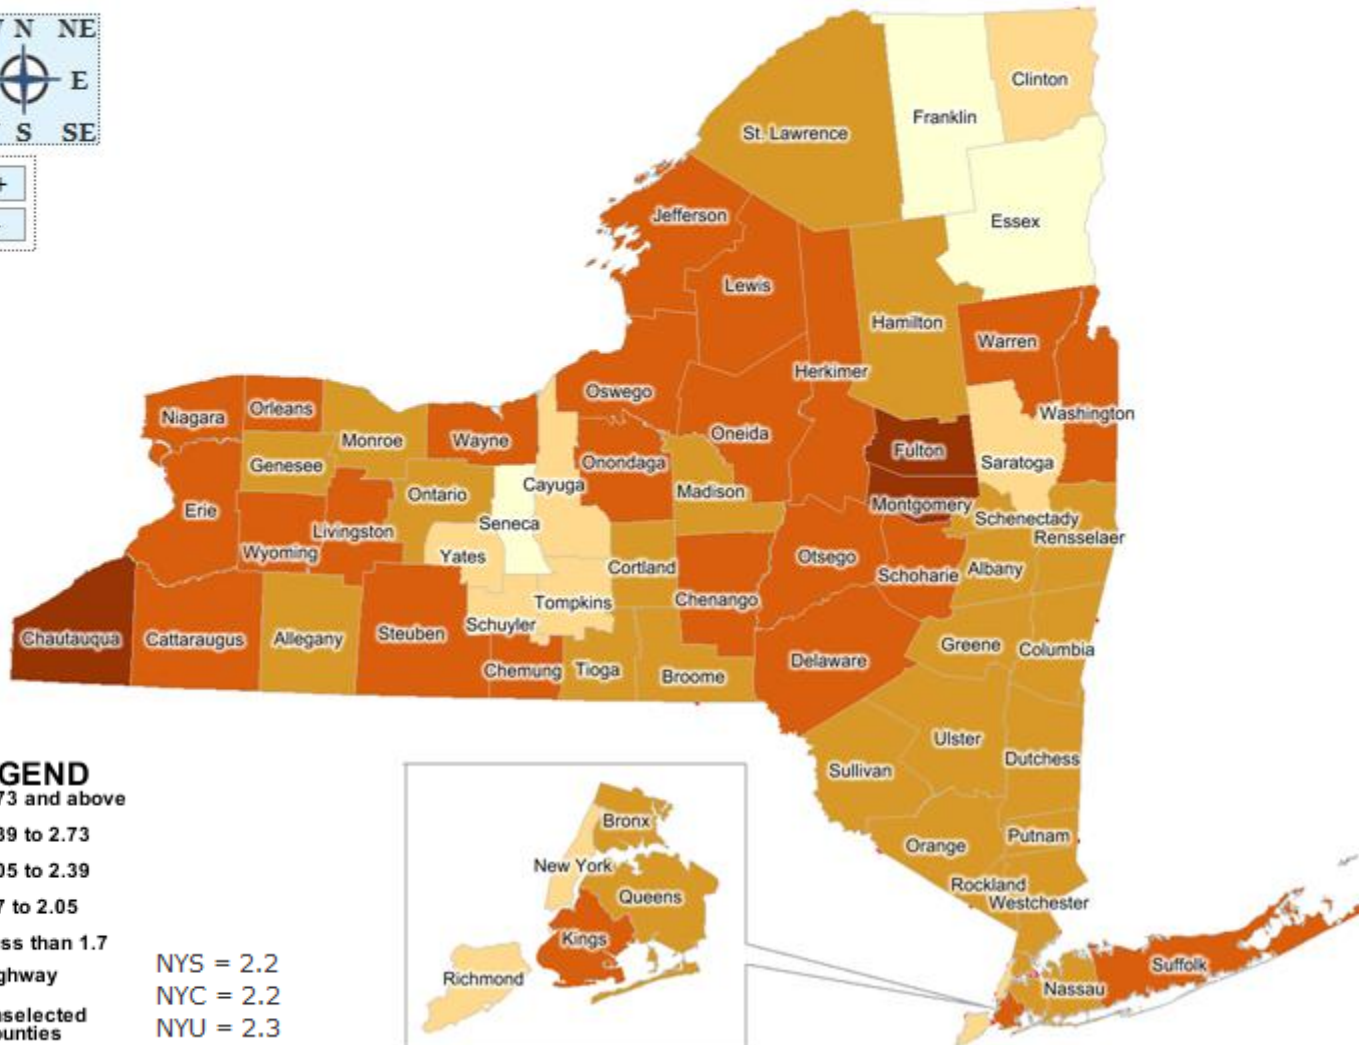 N NE
E
S SE
+
Clinton
Franklin
St. Lawrence
Essex
Jefferson
Lewis
Hamilton
Warren
Herkimer
Oswego
Niagara
Orleans
Washington
Monroe
Wayne
Oneida
Fulton
Genesee
Onondaga
Saratoga
Cayuga
Ontario
Madison
Erie
Montgomery
Seneca
Schenectady
Livingston
Rensselaer
Wyoming
Yates
Otsego
Cortland
Albany
Schoharie
Chenango
Tompkins
Schuyler
Chautauqua
Cattaraugus
Allegany
Steuben
Greene
Columbia
Delaware
Chemung
Tioga
Broome
Ulster
Dutchess
Sullivan
Putnam
Orange
Rockland
Westchester
Suffolk
Nassau
Bronx
New York
Queens
Kings
Richmond
GEND
73 and above
39 to 2.73
05 to 2.39
7 to 2.05
ss than 1.7
ghway
selected
ounties
NYS = 2.2
NYC = 2.2
NYU = 2.3